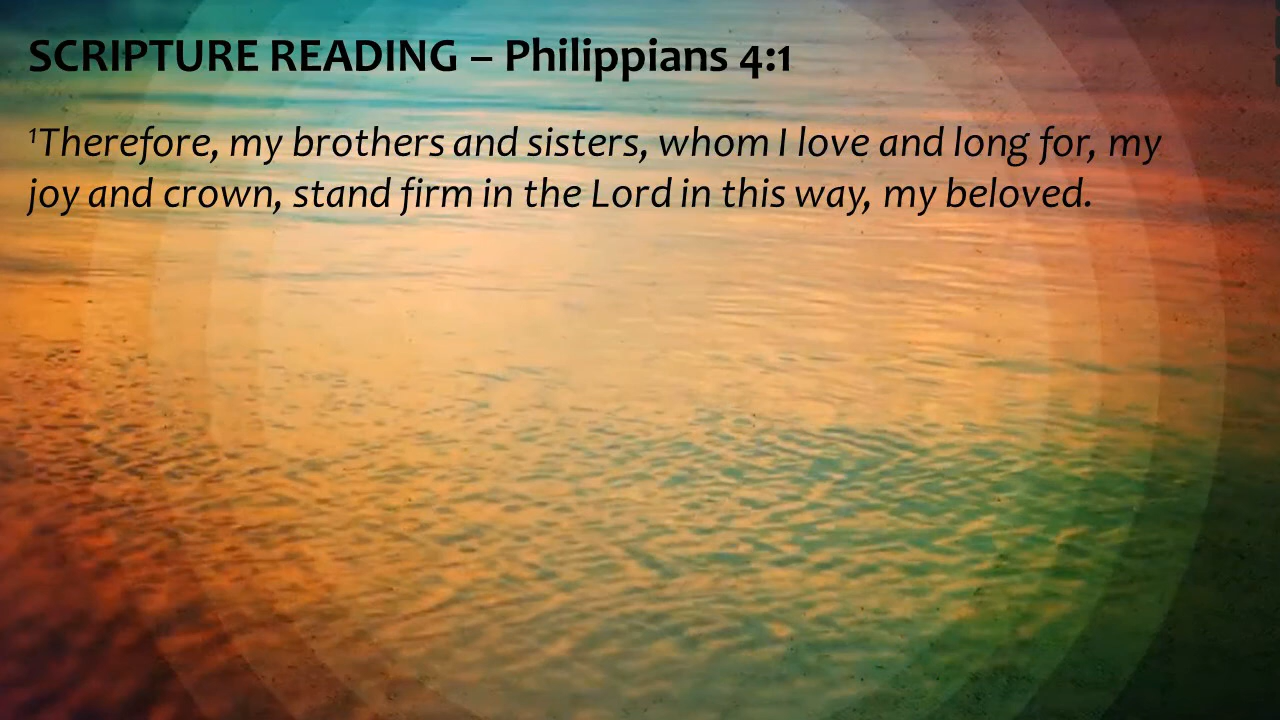 SCRIPTURE READING – Philippians 4:1
¹Therefore, my brothers and sisters, whom I love and long for, my
joy and crown, stand firm in the Lord in this way, my beloved.